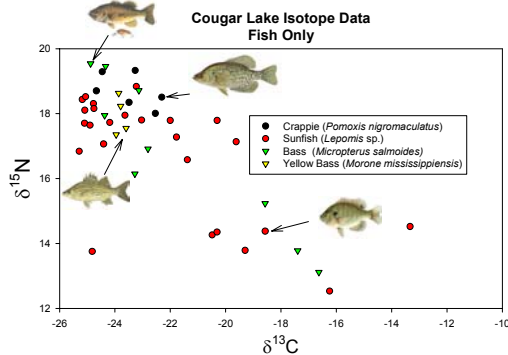 Cougar Lake Isotope Data
Fish Only
20
18
16
14
12
δ¹⁵N
Crappie (Pomoxis nigromaculatus)
Sunfish (Lepomis sp.)
Bass (Micropterus salmoides)
Yellow Bass (Morone mississippiensis)
-26 -24 -22 -20 -18 -16 -14 -12 -10
δ¹³C